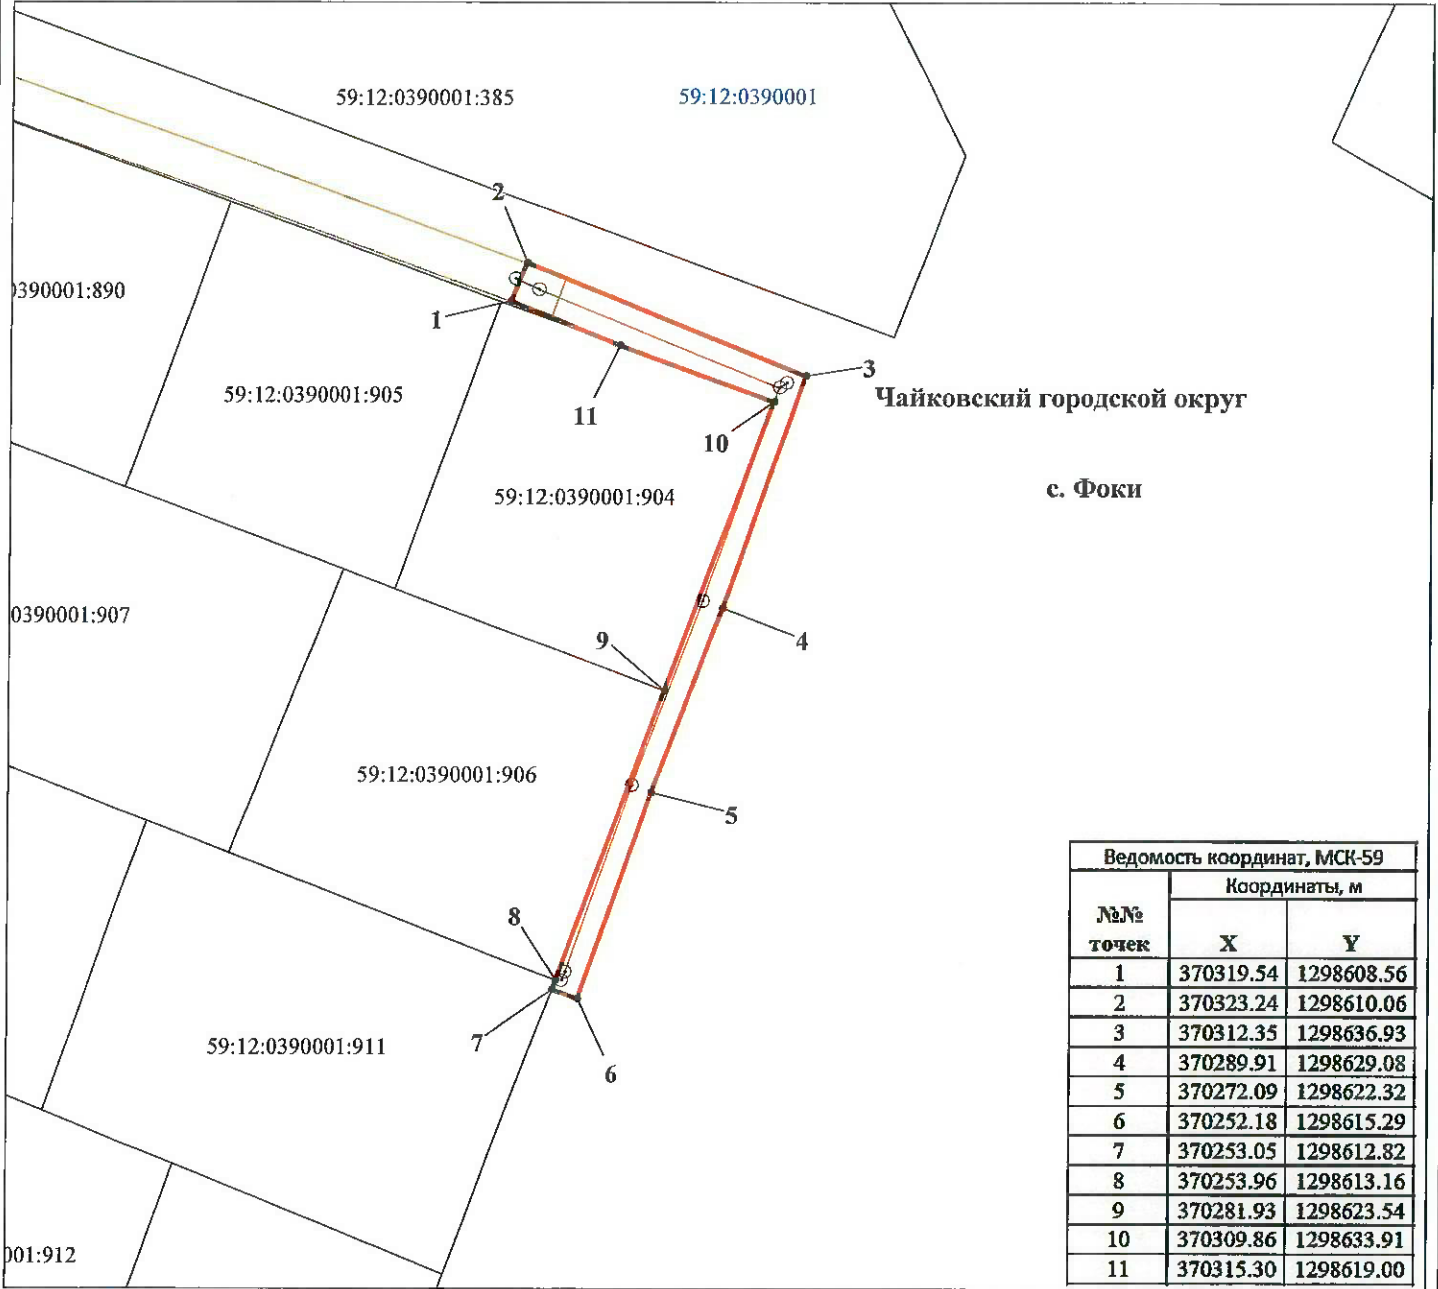 59:12:0390001:385
59:12:0390001
2
0390001:890
1
3
59:12:0390001:905
11
Чайковский городской округ
10
59:12:0390001:904
с. Фоки
0390001:907
9
4
59:12:0390001:906
5
8
59:12:0390001:911
7
6
001:912
Ведомость координат, МСК-59
№№ точек
Координаты, м
X Y
1 370319.54 1298608.56
2 370323.24 1298610.06
3 370312.35 1298636.93
4 370289.91 1298629.08
5 370272.09 1298622.32
6 370252.18 1298615.29
7 370253.05 1298612.82
8 370253.96 1298613.16
9 370281.93 1298623.54
10 370309.86 1298633.91
11 370315.30 1298619.00